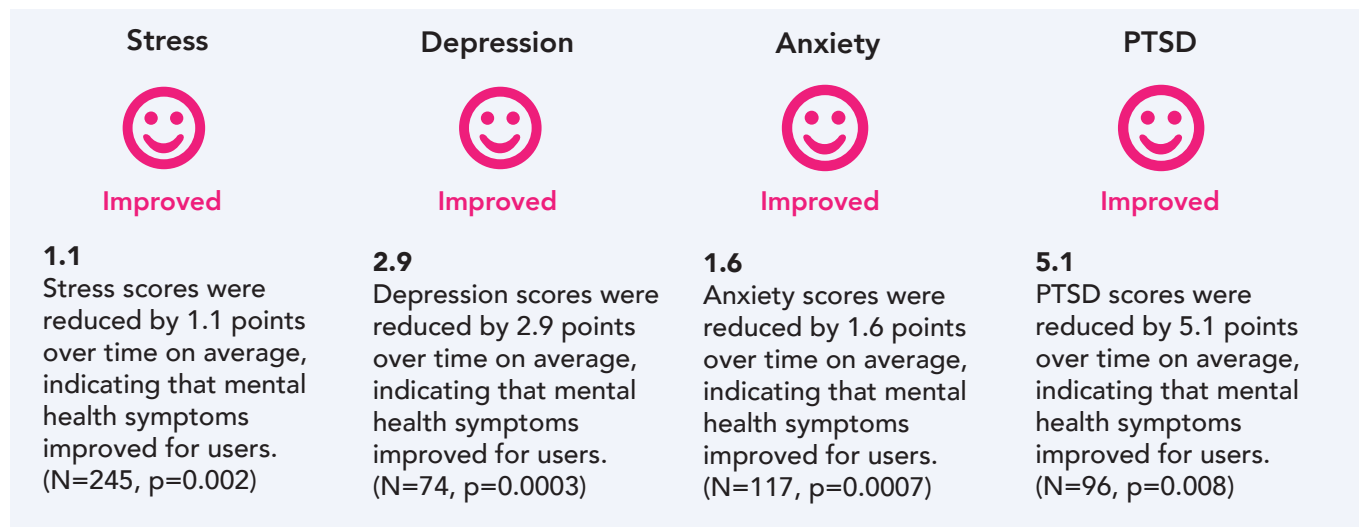 Stress
Improved
1.1
Stress scores were
reduced by 1.1 points
over time on average,
indicating that mental
health symptoms
improved for users.
(N=245, p=0.002)
Depression
Improved
2.9
Depression scores were
reduced by 2.9 points
over time on average,
indicating that mental
health symptoms
improved for users.
(N=74, p=0.0003)
Anxiety
Improved
1.6
Anxiety scores were
reduced by 1.6 points
over time on average,
indicating that mental
health symptoms
improved for users.
(N=117, p=0.0007)
PTSD
Improved
5.1
PTSD scores were
reduced by 5.1 points
over time on average,
indicating that mental
health symptoms
improved for users.
(N=96, p=0.008)